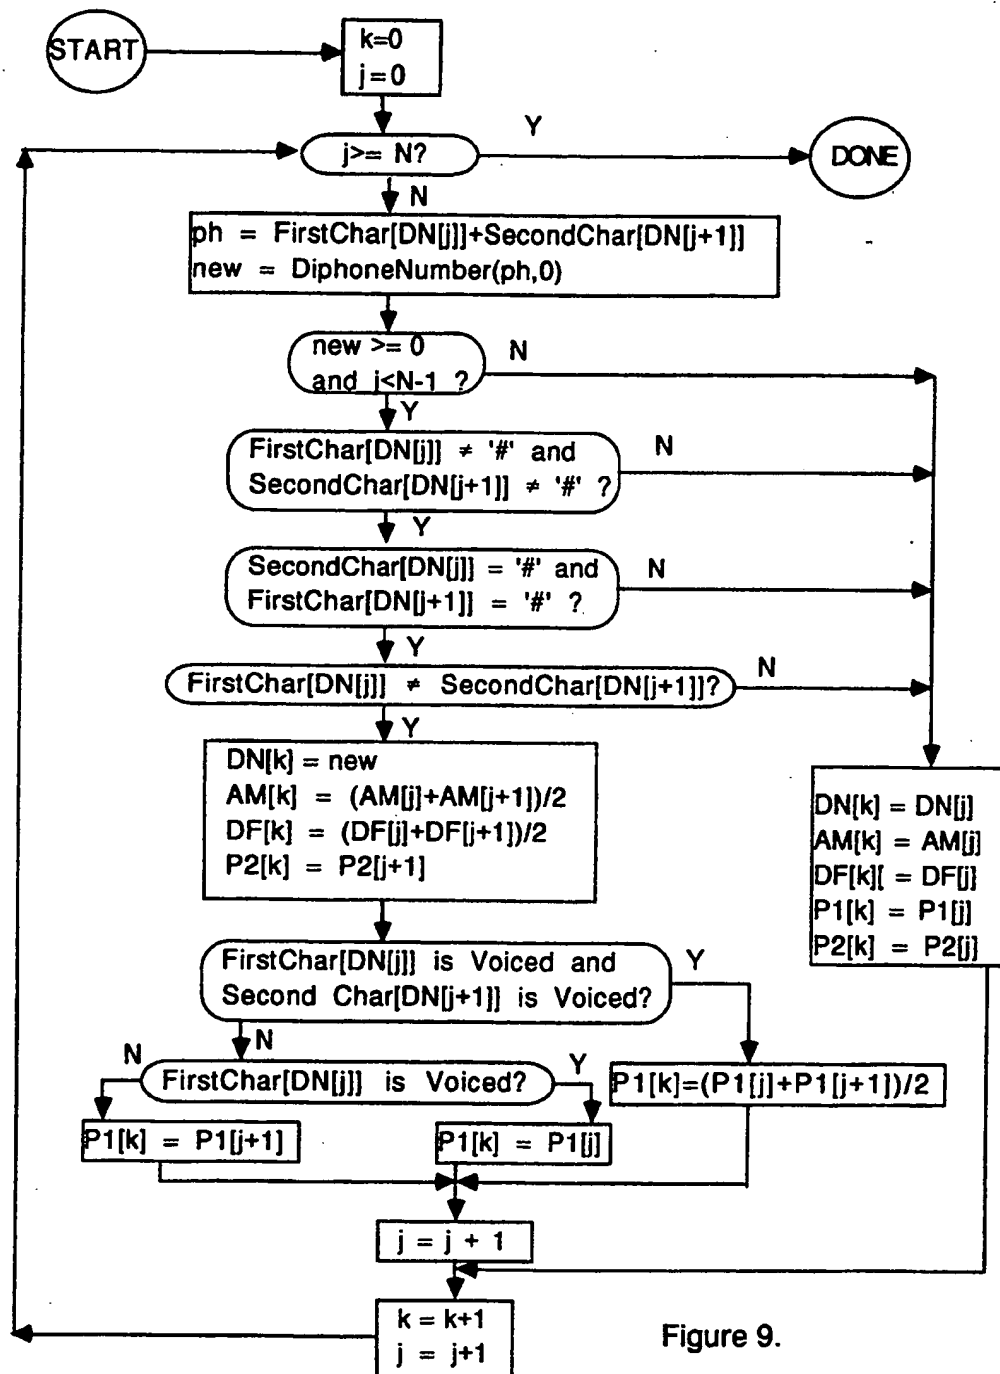 START
k=0
j=0
j>= N?
Y
DONE
N
ph = FirstChar[DN[j]]+SecondChar[DN[j+1]]
new = DiphoneNumber(ph,0)
new >= 0
and j<N-1 ?
N
Y
FirstChar[DN[j]] ≠ '#' and
SecondChar[DN[j+1]] ≠ '#' ?
N
Y
SecondChar[DN[j]] = '#' and
FirstChar[DN[j+1]] = '#' ?
N
Y
FirstChar[DN[j]] ≠ SecondChar[DN[j+1]]?
N
Y
DN[k] = new
AM[k] = (AM[j]+AM[j+1])/2
DF[k] = (DF[j]+DF[j+1])/2
P2[k] = P2[j+1]
DN[k] = DN[j]
AM[k] = AM[j]
DF[k][ = DF[j]
P1[k] = P1[j]
P2[k] = P2[j]
FirstChar[DN[j]] is Voiced and
Second Char[DN[j+1]] is Voiced?
Y
N
N
FirstChar[DN[j]] is Voiced?
Y
P1[k]=(P1[j]+P1[j+1])/2
P1[k] = P1[j+1]
P1[k] = P1[j]
j = j + 1
k = k+1
j = j+1
Figure 9.